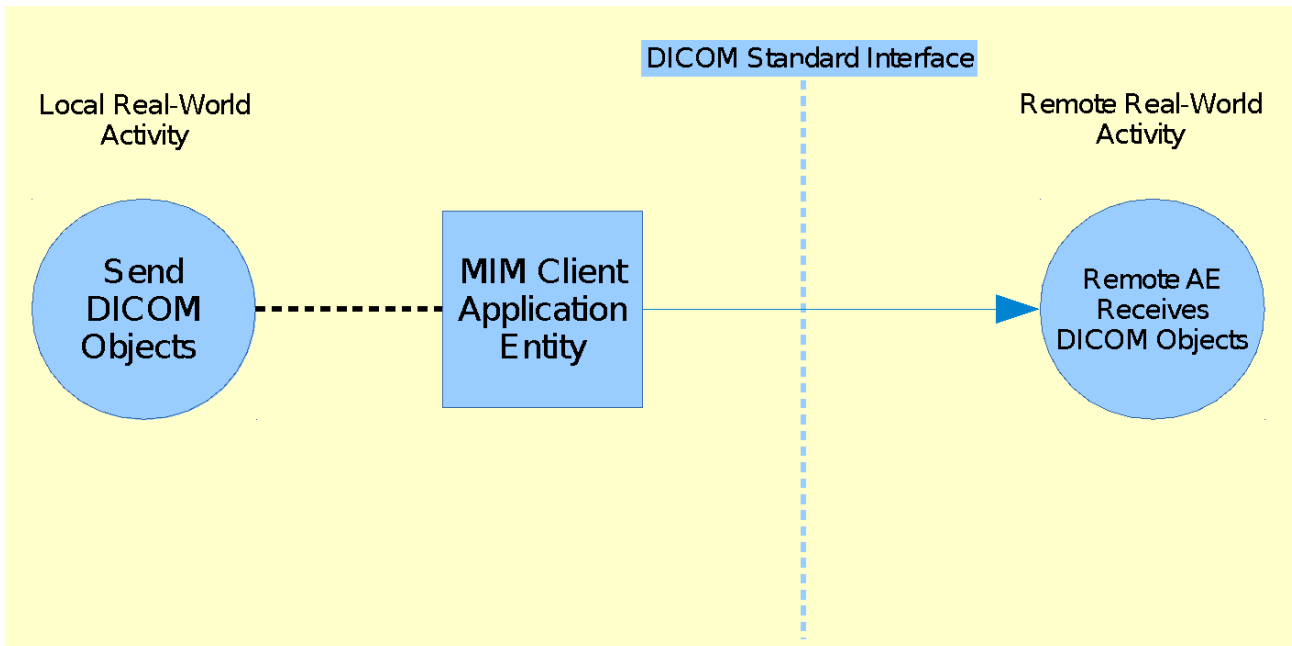 DICOM Standard Interface
Local Real-World
Activity
Remote Real-World
Activity
Send
DICOM
Objects
MIM Client
Application
Entity
Remote AE
Receives
DICOM Objects